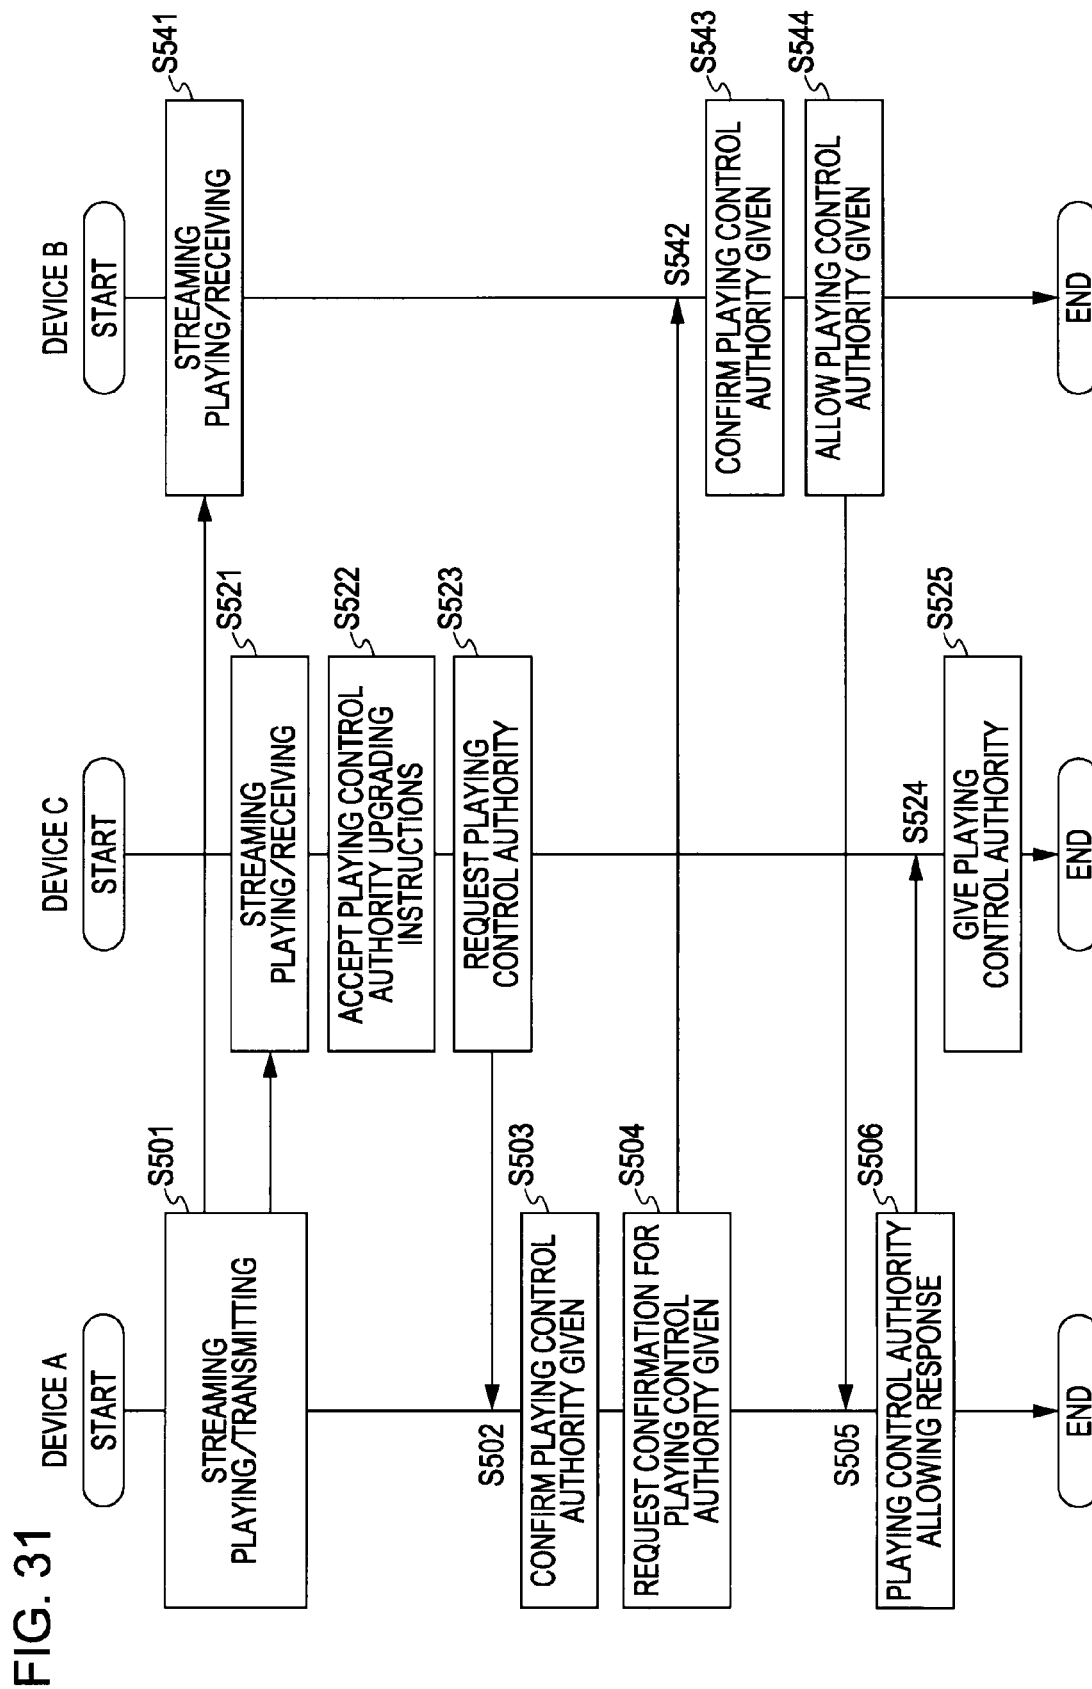 FIG. 31
DEVICE A
START
STREAMING
PLAYING/TRANSMITTING
S501
S502
CONFIRM PLAYING CONTROL
AUTHORITY GIVEN
S503
REQUEST CONFIRMATION FOR
PLAYING CONTROL
AUTHORITY GIVEN
S504
S505
PLAYING CONTROL AUTHORITY
ALLOWING RESPONSE
S506
END
DEVICE C
START
STREAMING
PLAYING/RECEIVING
S521
ACCEPT PLAYING CONTROL
AUTHORITY UPGRADING
INSTRUCTIONS
S522
REQUEST PLAYING
CONTROL AUTHORITY
S523
S524
GIVE PLAYING
CONTROL AUTHORITY
S525
END
DEVICE B
START
STREAMING
PLAYING/RECEIVING
S541
S542
CONFIRM PLAYING CONTROL
AUTHORITY GIVEN
S543
ALLOW PLAYING CONTROL
AUTHORITY GIVEN
S544
END